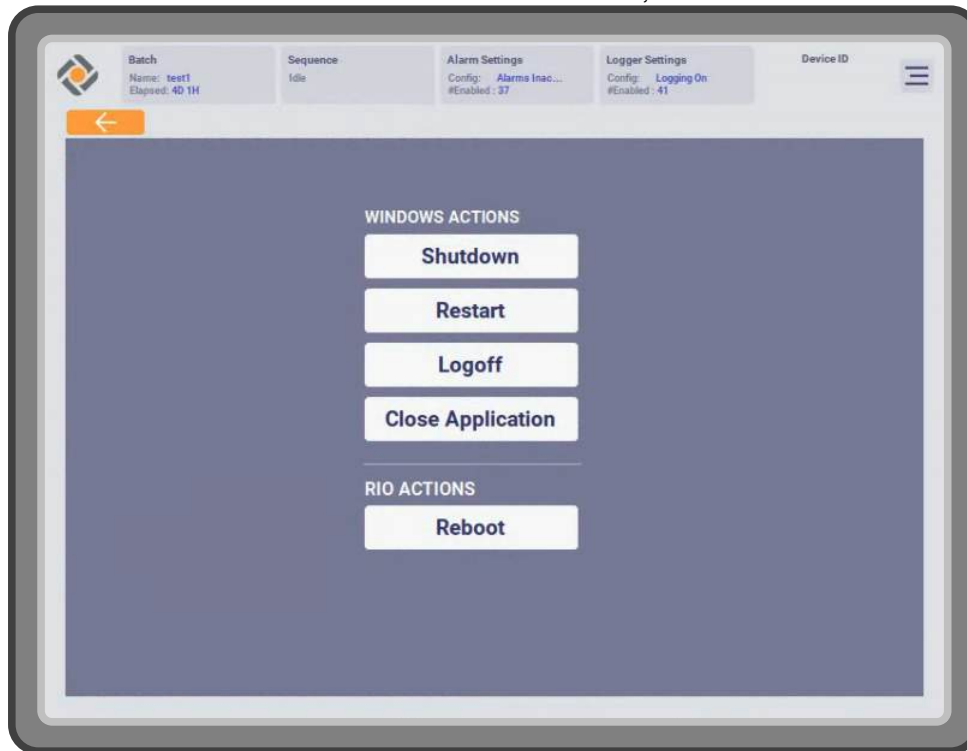 Batch
Name: test1
Elapsed: 4D 1H
Sequence
Idle
Alarm Settings
Config: Alarms Inac...
#Enabled : 37
Logger Settings
Config: Logging On
#Enabled : 41
Device ID
WINDOWS ACTIONS
Shutdown
Restart
Logoff
Close Application
RIO ACTIONS
Reboot